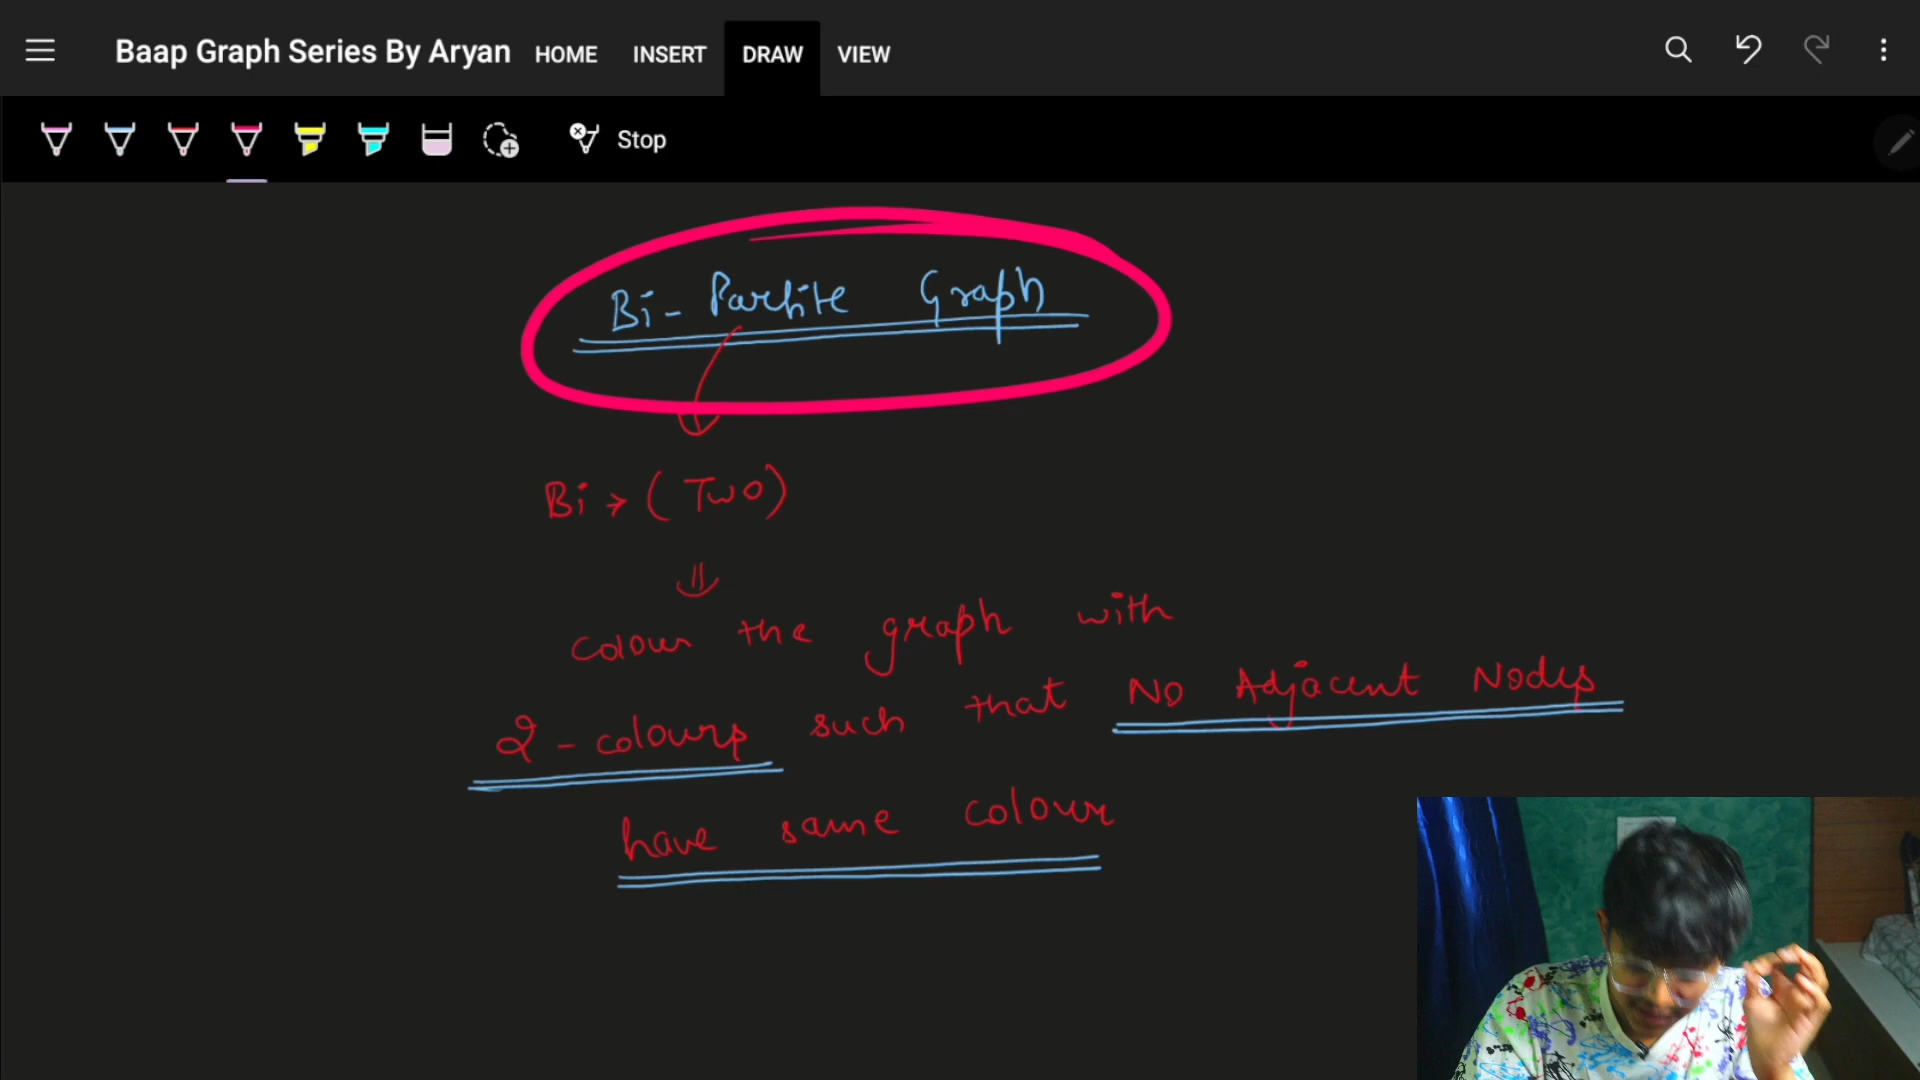 Baap Graph Series By Aryan HOME INSERT DRAW VIEW
Stop
Bi - Partite Graph
Bi → (Two)
colour the graph with
2 - colours such that No Adjacent Nodes
have same colour